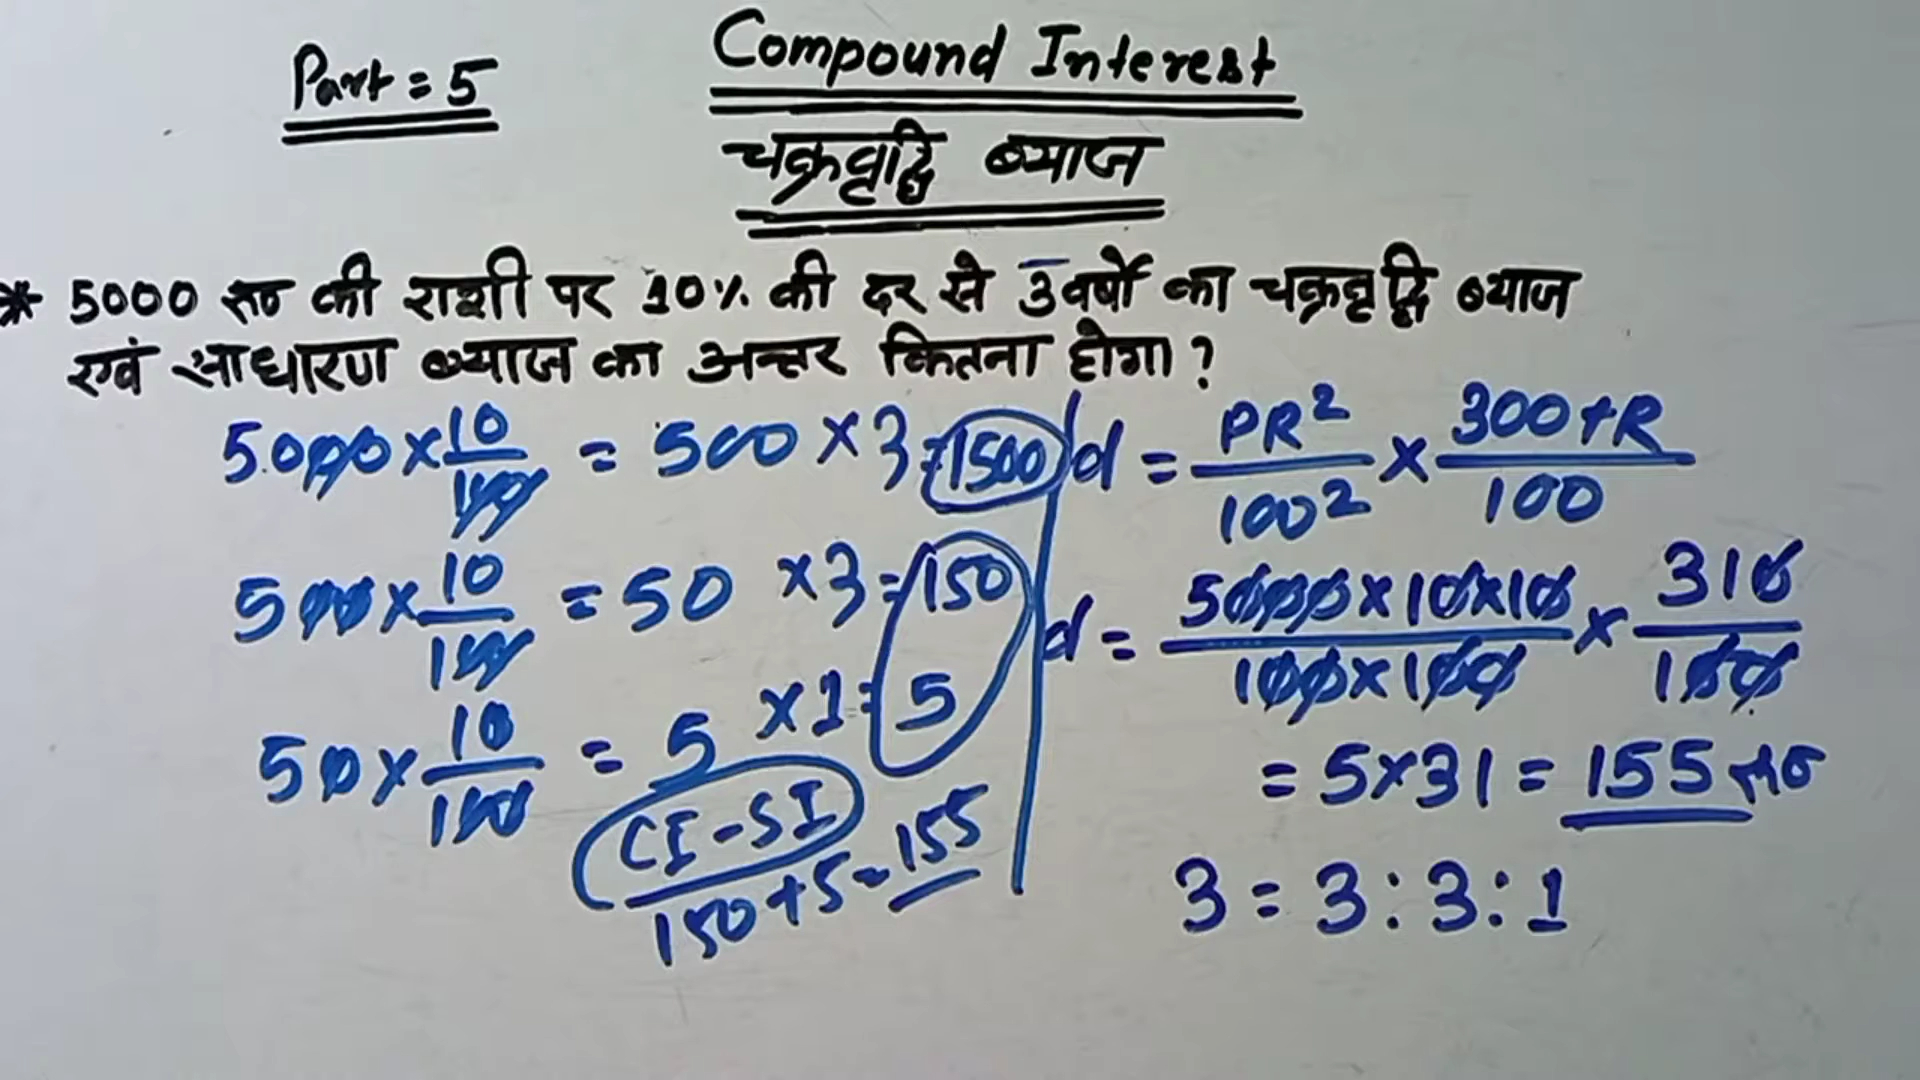 Part = 5
Compound Interest
चक्रवृद्धि ब्याज
* 5000 रू० की राशी पर 10% की दर से 3 वर्षो का चक्रवृद्धि ब्याज
एवं साधारण ब्याज का अन्तर कितना होगा ?
5000 × 10/100 = 500 × 3 = 1500
500 × 10/100 = 50 × 3 = 150
50 × 10/100 = 5 × 1 = 5
CI - SI
150 + 5 = 155
d = PR²/100² × 300+R/100
d = 5000×10×10/100×100 × 310/100
= 5×31 = 155 रू०
3 = 3 : 3 : 1